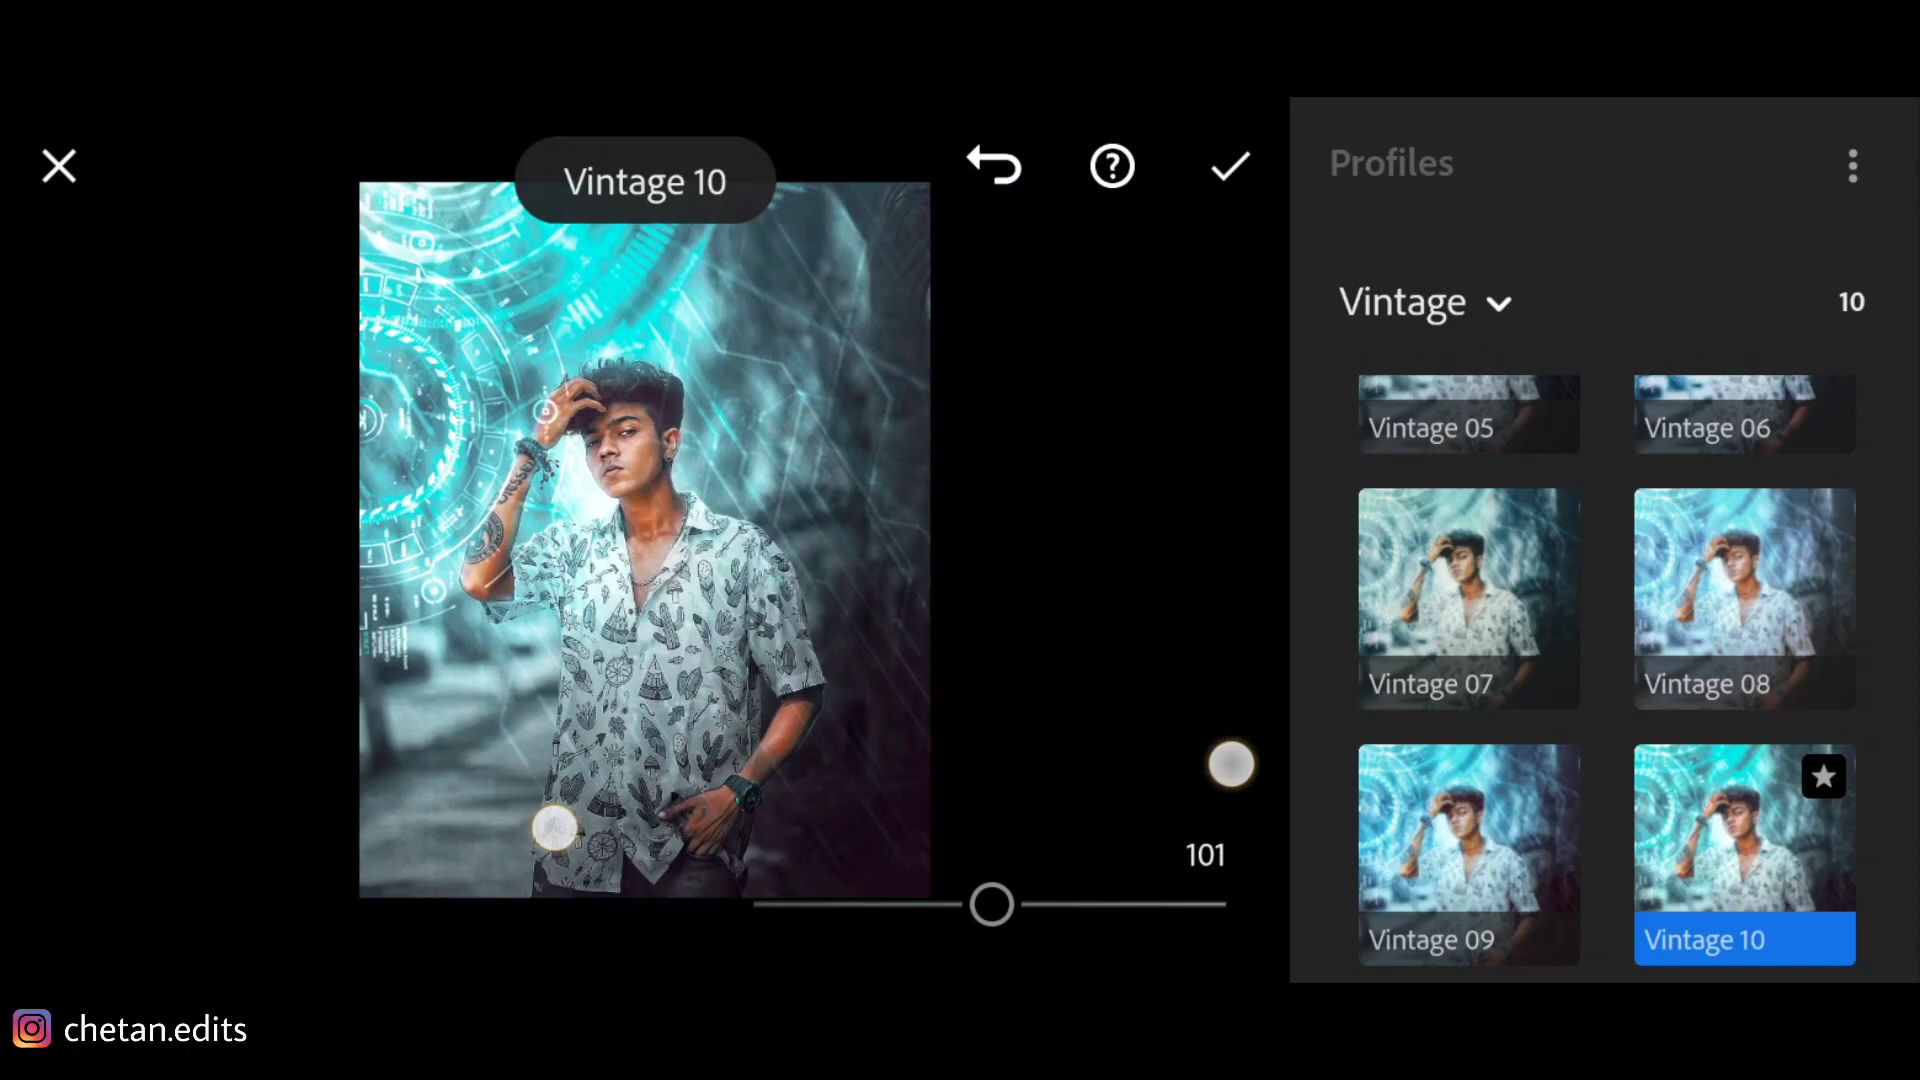 Vintage 10
Profiles
Vintage
10
Vintage 05
Vintage 06
Vintage 07
Vintage 08
Vintage 09
Vintage 10
101
chetan.edits